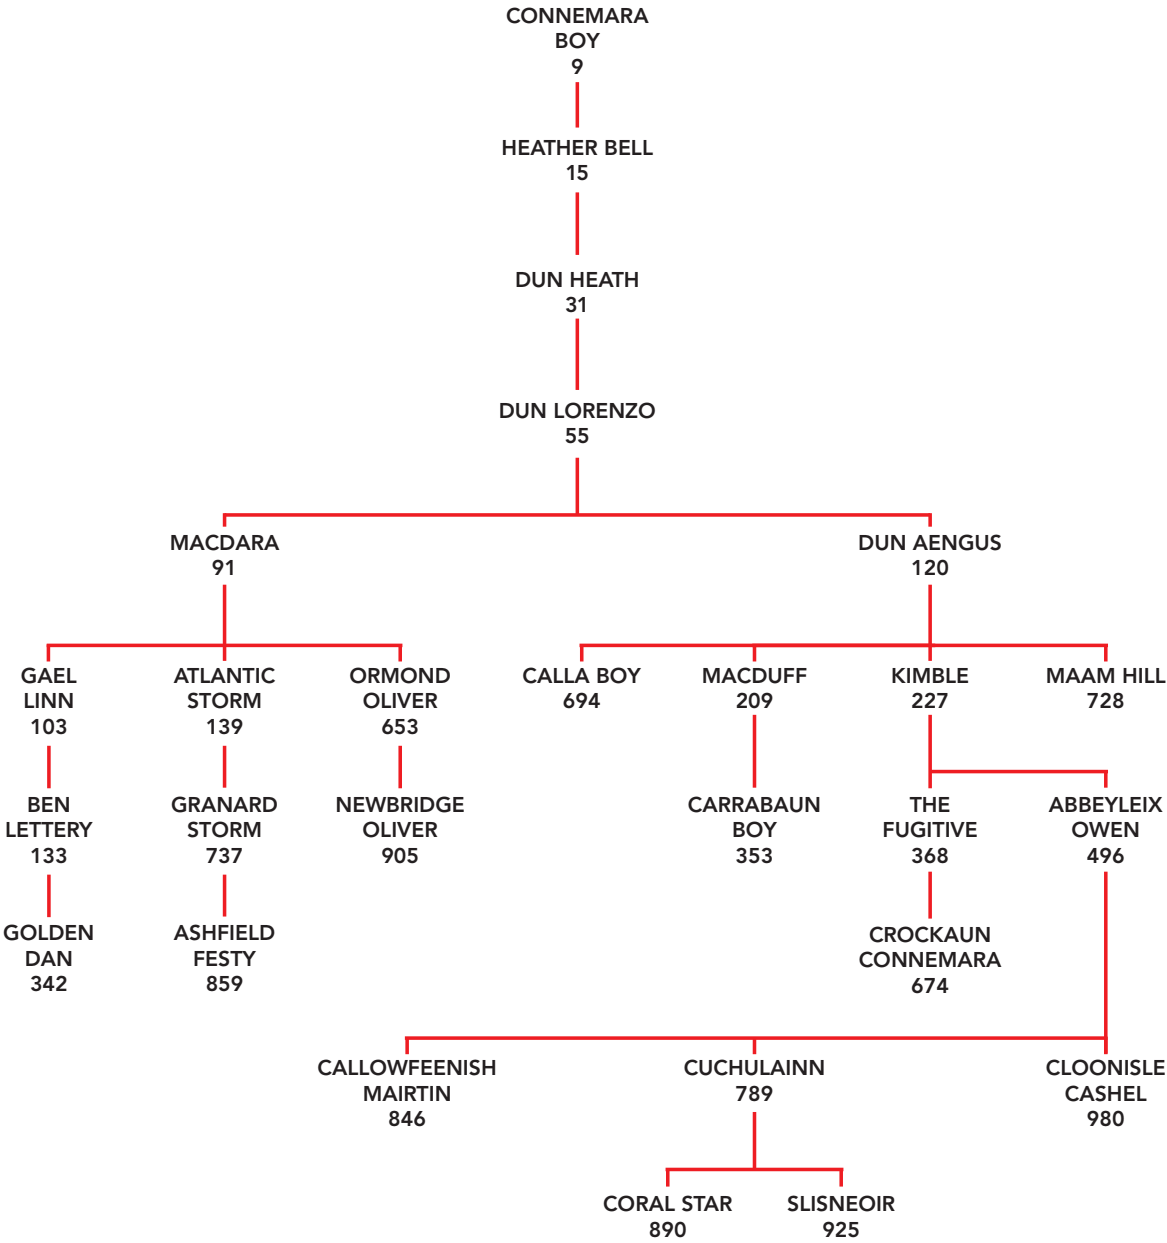 CONNEMARA
BOY
9
HEATHER BELL
15
DUN HEATH
31
DUN LORENZO
55
MACDARA
91
DUN AENGUS
120
GAEL
LINN
103
ATLANTIC
STORM
139
ORMOND
OLIVER
653
CALLA BOY
694
MACDUFF
209
KIMBLE
227
MAAM HILL
728
BEN
LETTERY
133
GRANARD
STORM
737
NEWBRIDGE
OLIVER
905
CARRABAUN
BOY
353
THE
FUGITIVE
368
ABBEYLEIX
OWEN
496
GOLDEN
DAN
342
ASHFIELD
FESTY
859
CROCKAUN
CONNEMARA
674
CALLOWFEENISH
MAIRTIN
846
CUCHULAINN
789
CLOONISLE
CASHEL
980
CORAL STAR
890
SLISNEOIR
925